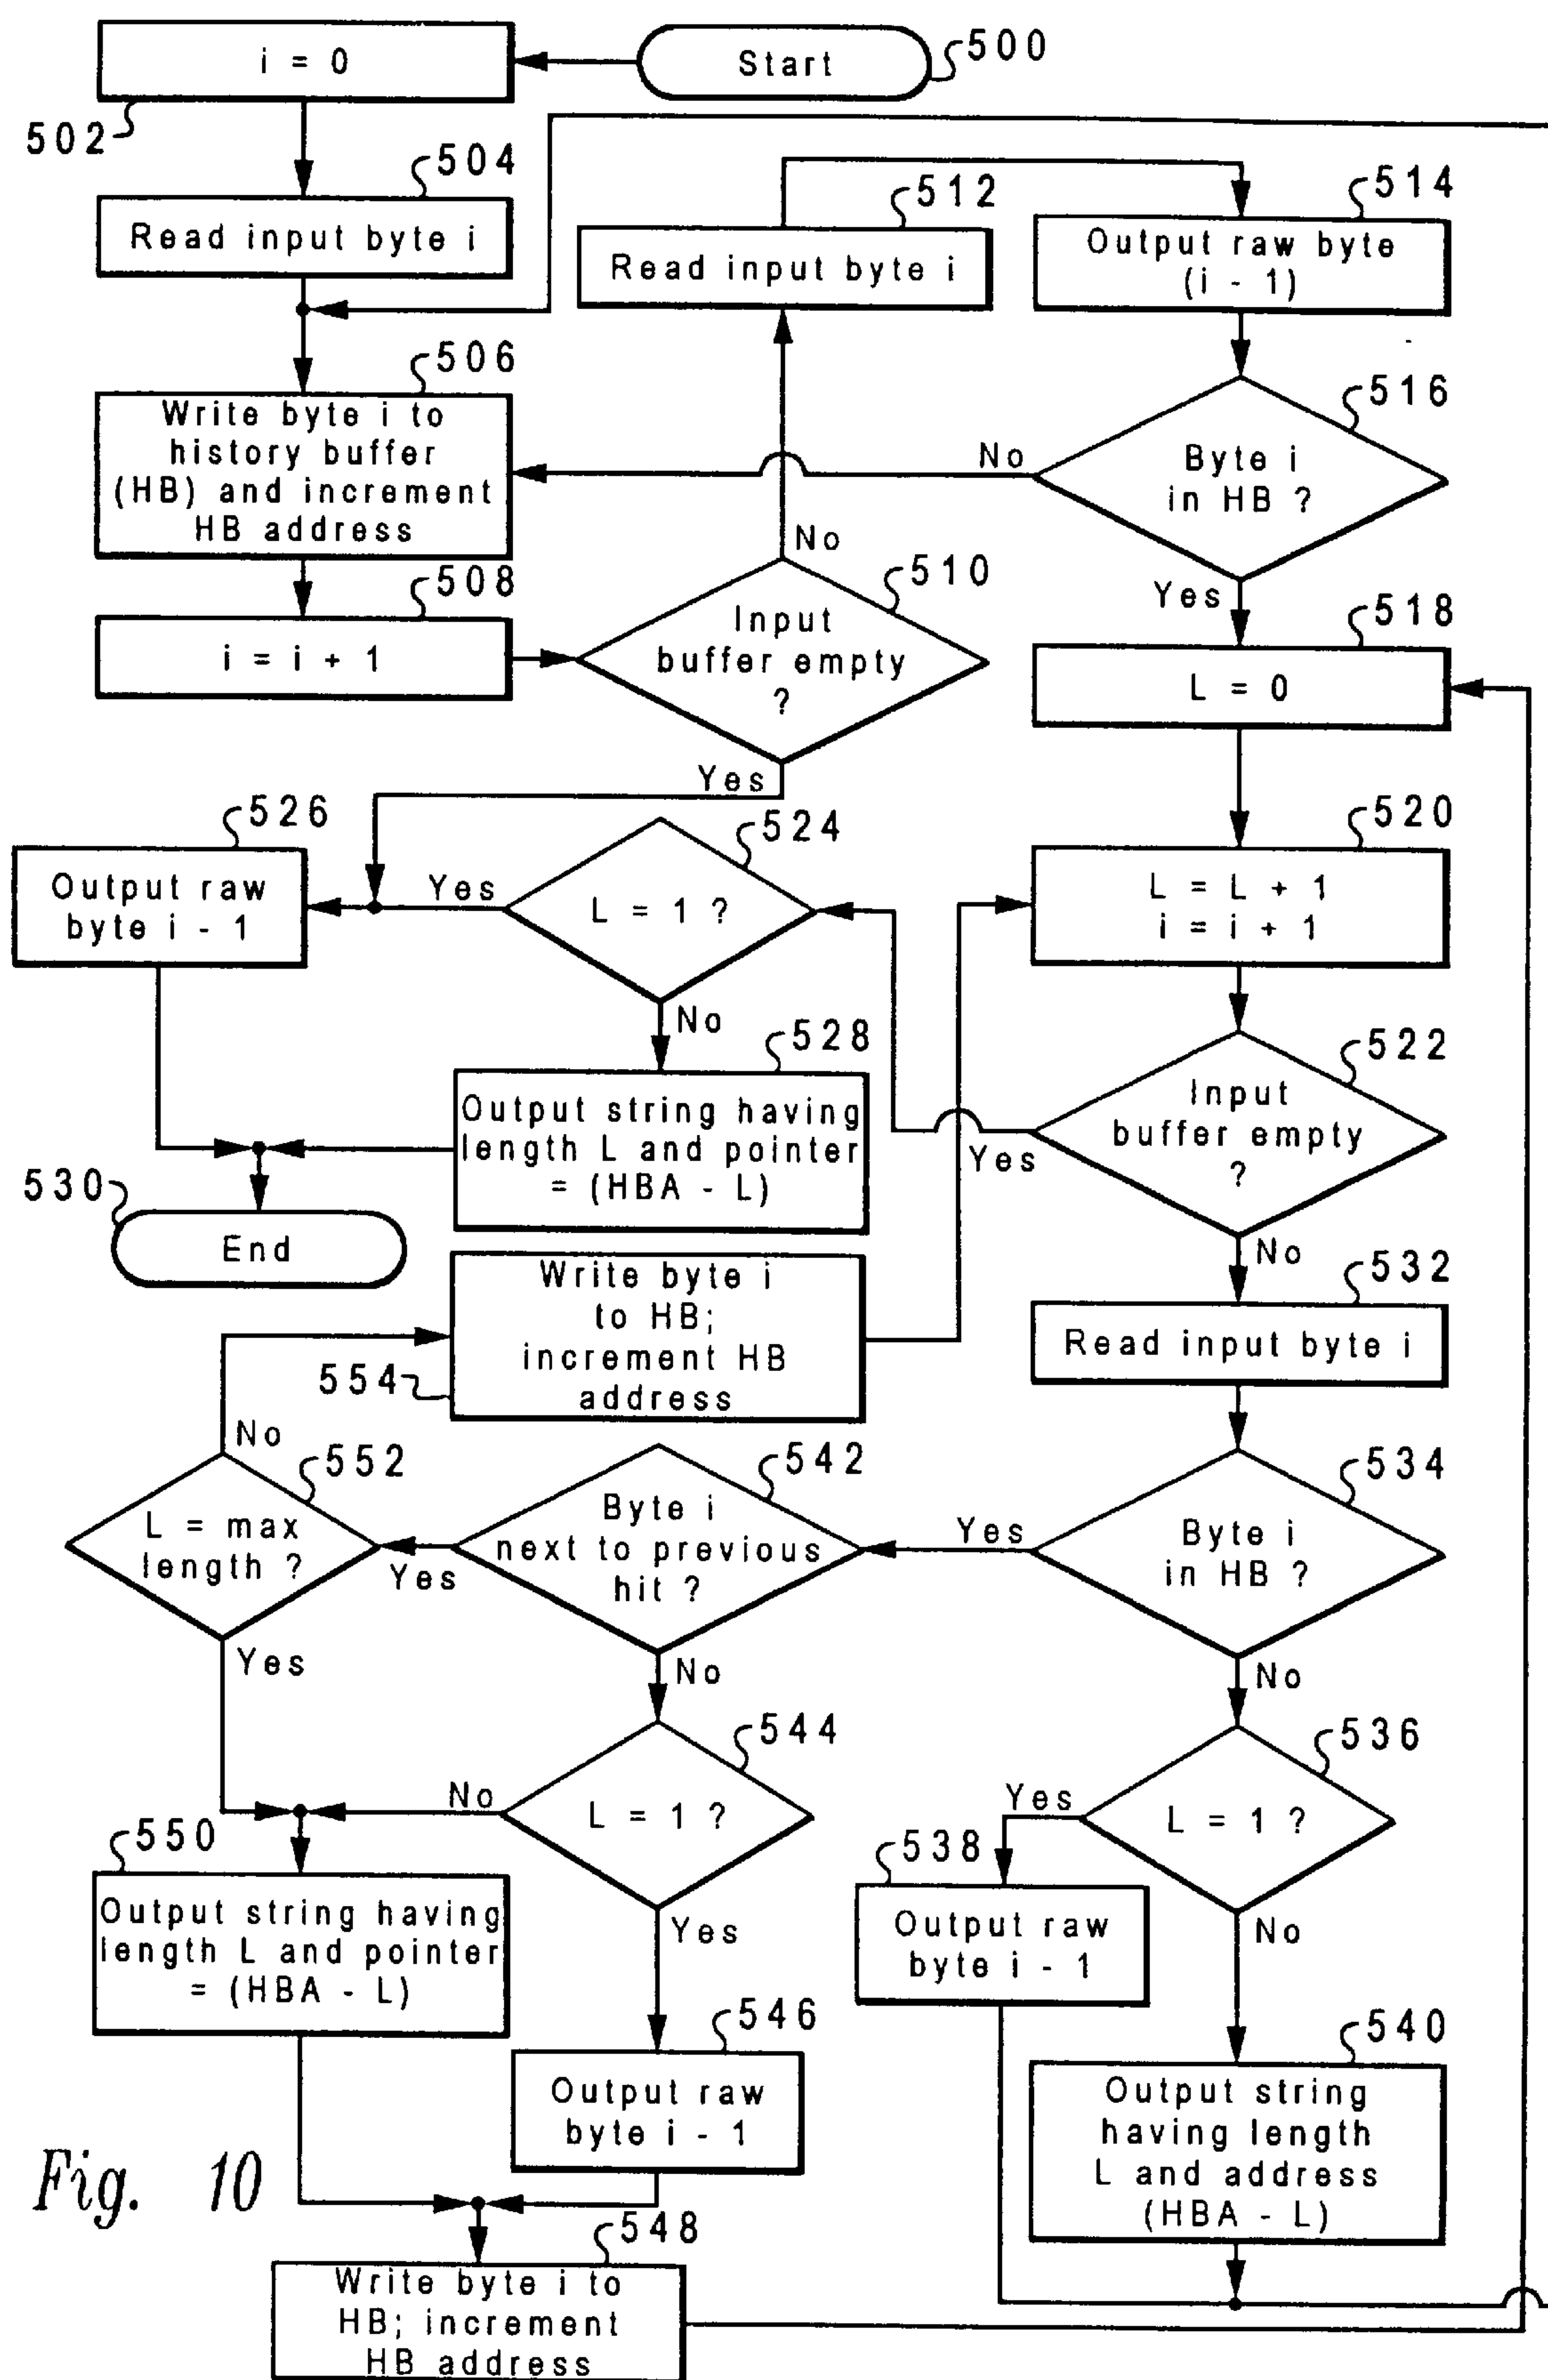 i = 0
Start
500
502
504
Read input byte i
512
Read input byte i
514
Output raw byte
(i - 1)
506
Write byte i to
history buffer
(HB) and increment
HB address
516
Byte i
in HB ?
No
Yes
508
i = i + 1
510
Input
buffer empty
?
No
Yes
518
L = 0
520
L = L + 1
i = i + 1
526
Output raw
byte i - 1
524
L = 1 ?
Yes
No
522
Input
buffer empty
?
Yes
No
528
Output string having
length L and pointer
= (HBA - L)
530
End
532
Read input byte i
Write byte i
to HB;
increment HB
address
554
No
552
L = max
length ?
Yes
542
Byte i
next to previous
hit ?
Yes
No
534
Byte i
in HB ?
Yes
No
544
L = 1 ?
No
Yes
536
L = 1 ?
Yes
No
550
Output string having
length L and pointer
= (HBA - L)
538
Output raw
byte i - 1
546
Output raw
byte i - 1
540
Output string
having length
L and address
(HBA - L)
Fig. 10
548
Write byte i to
HB; increment
HB address